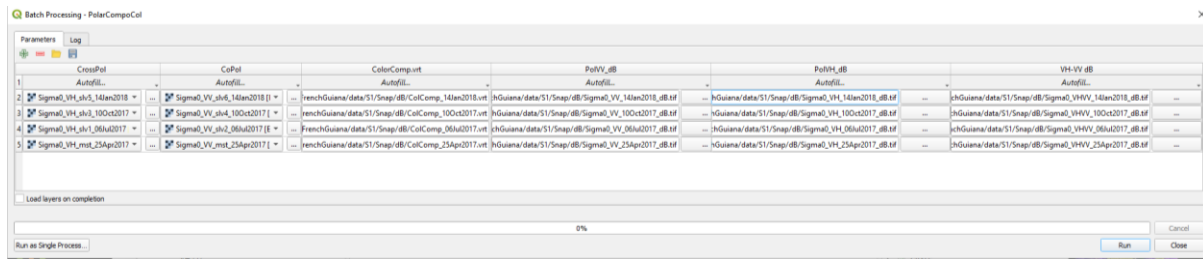 Batch Processing - PolarCompoCol
Parameters Log
CrossPol CoPol ColorComp.vrt PolVV_dB PolVH_dB VH-VV dB
1 Autofill... Autofill... Autofill... Autofill... Autofill... Autofill...
2 Sigma0_VH_slv5_14Jan2018 ... Sigma0_VV_slv6_14Jan2018 [ ... renchGuiana/data/S1/Snap/dB/ColComp_14Jan2018.vrt hGuiana/data/S1/Snap/dB/Sigma0_VV_14Jan2018_dB.tif ... hGuiana/data/S1/Snap/dB/Sigma0_VH_14Jan2018_dB.tif ... chGuiana/data/S1/Snap/dB/Sigma0_VHVV_14Jan2018_dB.tif ...
3 Sigma0_VH_slv3_10Oct2017 ... Sigma0_VV_slv4_10Oct2017 [ ... renchGuiana/data/S1/Snap/dB/ColComp_10Oct2017.vrt hGuiana/data/S1/Snap/dB/Sigma0_VV_10Oct2017_dB.tif ... :hGuiana/data/S1/Snap/dB/Sigma0_VH_10Oct2017_dB.tif ... chGuiana/data/S1/Snap/dB/Sigma0_VHVV_10Oct2017_dB.tif ...
4 Sigma0_VH_slv1_06Jul2017 ... Sigma0_VV_slv2_06Jul2017 [ ... FrenchGuiana/data/S1/Snap/dB/ColComp_06Jul2017.vrt chGuiana/data/S1/Snap/dB/Sigma0_VV_06Jul2017_dB.tif ... :hGuiana/data/S1/Snap/dB/Sigma0_VH_06Jul2017_dB.tif ... chGuiana/data/S1/Snap/dB/Sigma0_VHVV_06Jul2017_dB.tif ...
5 Sigma0_VH_mst_25Apr2017 ... Sigma0_VV_mst_25Apr2017 [ ... renchGuiana/data/S1/Snap/dB/ColComp_25Apr2017.vrt hGuiana/data/S1/Snap/dB/Sigma0_VV_25Apr2017_dB.tif ... hGuiana/data/S1/Snap/dB/Sigma0_VH_25Apr2017_dB.tif ... :hGuiana/data/S1/Snap/dB/Sigma0_VHVV_25Apr2017_dB.tif ...
Load layers on completion
0% Cancel
Run as Single Process... Run Close